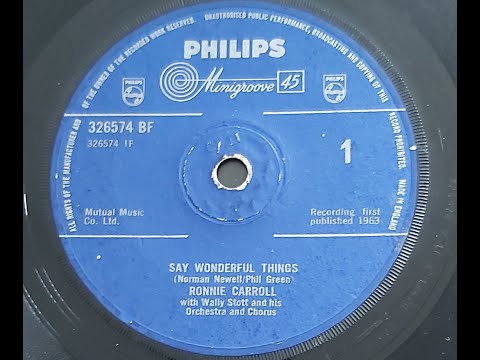 ALL RIGHTS OF THE MANUFACTURER AND OF THE OWNER OF THE RECORDED WORK RESERVED. UNAUTHORISED PUBLIC PERFORMANCE, BROADCASTING AND COPYING OF THIS RECORD PROHIBITED. MADE IN ENGLAND
PHILIPS
PHILIPS
Minigroove 45
PHILIPS
326574 BF
326574 1F
1
Mutual Music
Co. Ltd.
Recording first
published 1963
SAY WONDERFUL THINGS
(Norman Newell/Phil Green)
RONNIE CARROLL
with Wally Stott and his
Orchestra and Chorus